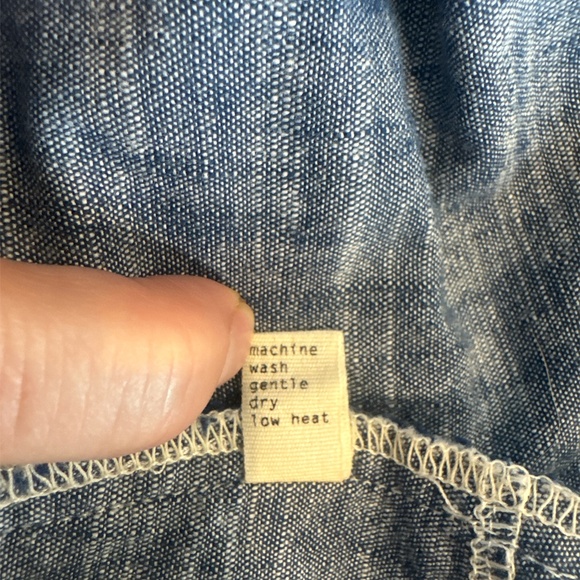 machine
wash
gentle
dry
low heat